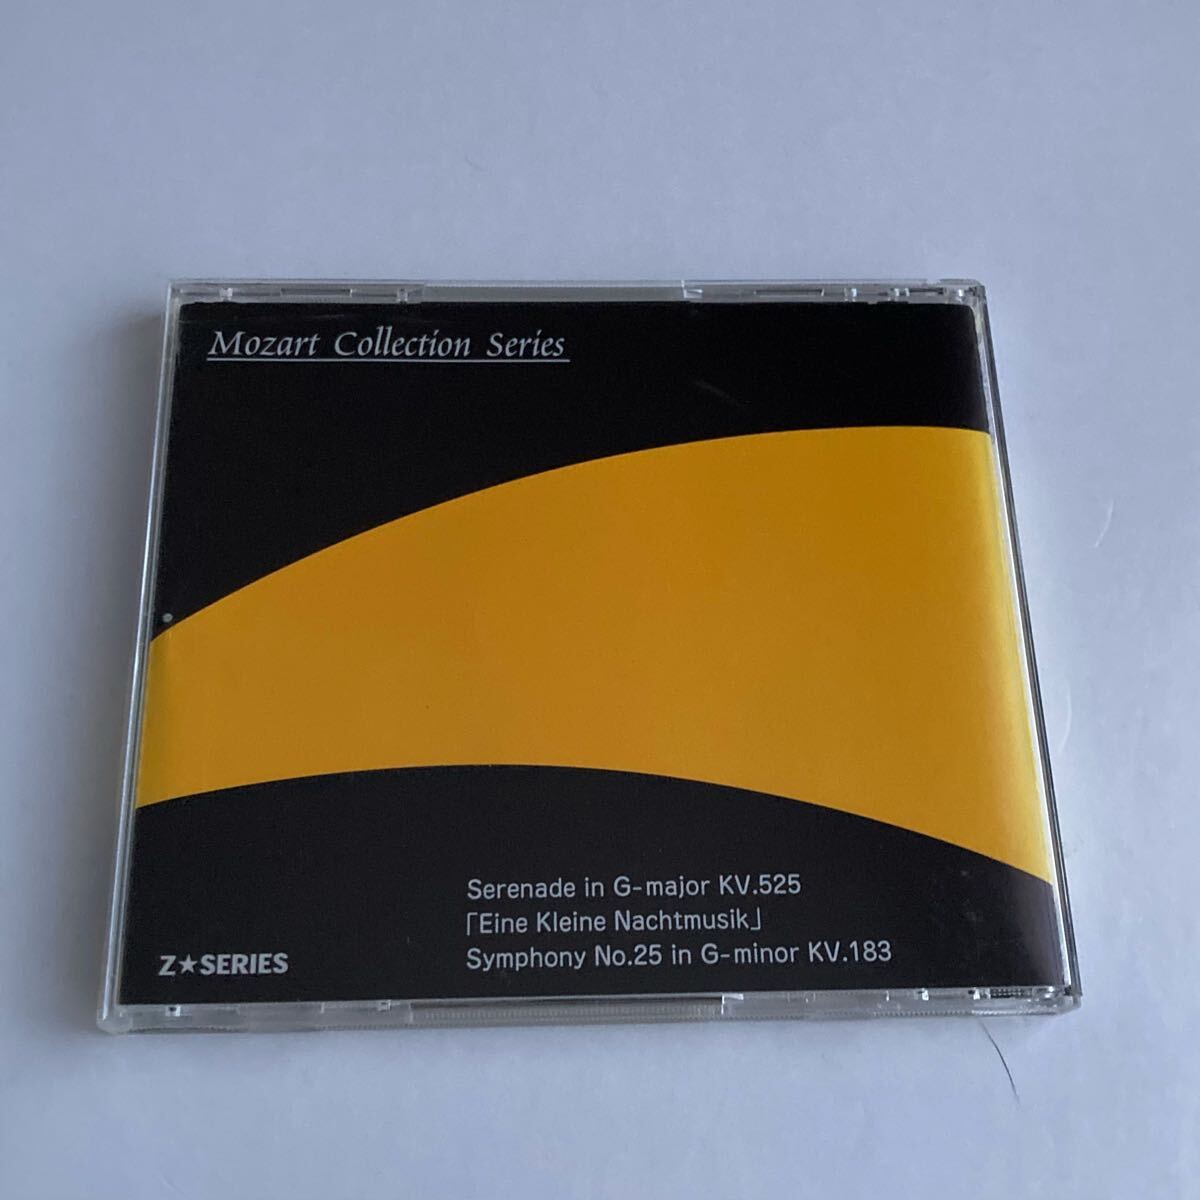 Mozart Collection Series
Serenade in G-major KV.525
「Eine Kleine Nachtmusik」
Symphony No.25 in G-minor KV.183
Z★SERIES